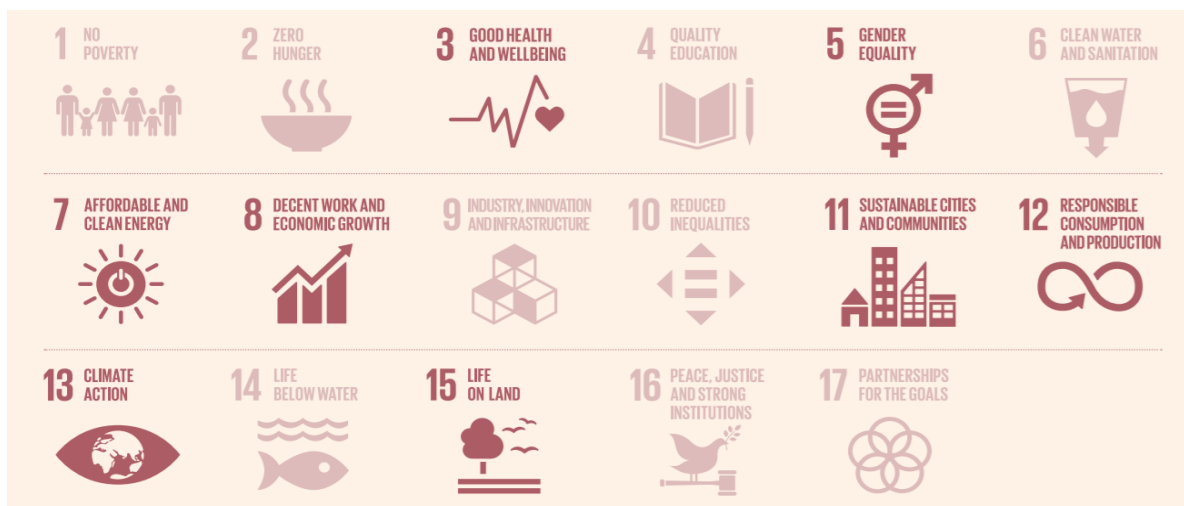 1 NO
POVERTY
2 ZERO
HUNGER
3 GOOD HEALTH
AND WELLBEING
4 QUALITY
EDUCATION
5 GENDER
EQUALITY
6 CLEAN WATER
AND SANITATION
7 AFFORDABLE AND
CLEAN ENERGY
8 DECENT WORK AND
ECONOMIC GROWTH
9 INDUSTRY, INNOVATION
AND INFRASTRUCTURE
10 REDUCED
INEQUALITIES
11 SUSTAINABLE CITIES
AND COMMUNITIES
12 RESPONSIBLE
CONSUMPTION
AND PRODUCTION
13 CLIMATE
ACTION
14 LIFE
BELOW WATER
15 LIFE
ON LAND
16 PEACE, JUSTICE
AND STRONG
INSTITUTIONS
17 PARTNERSHIPS
FOR THE GOALS